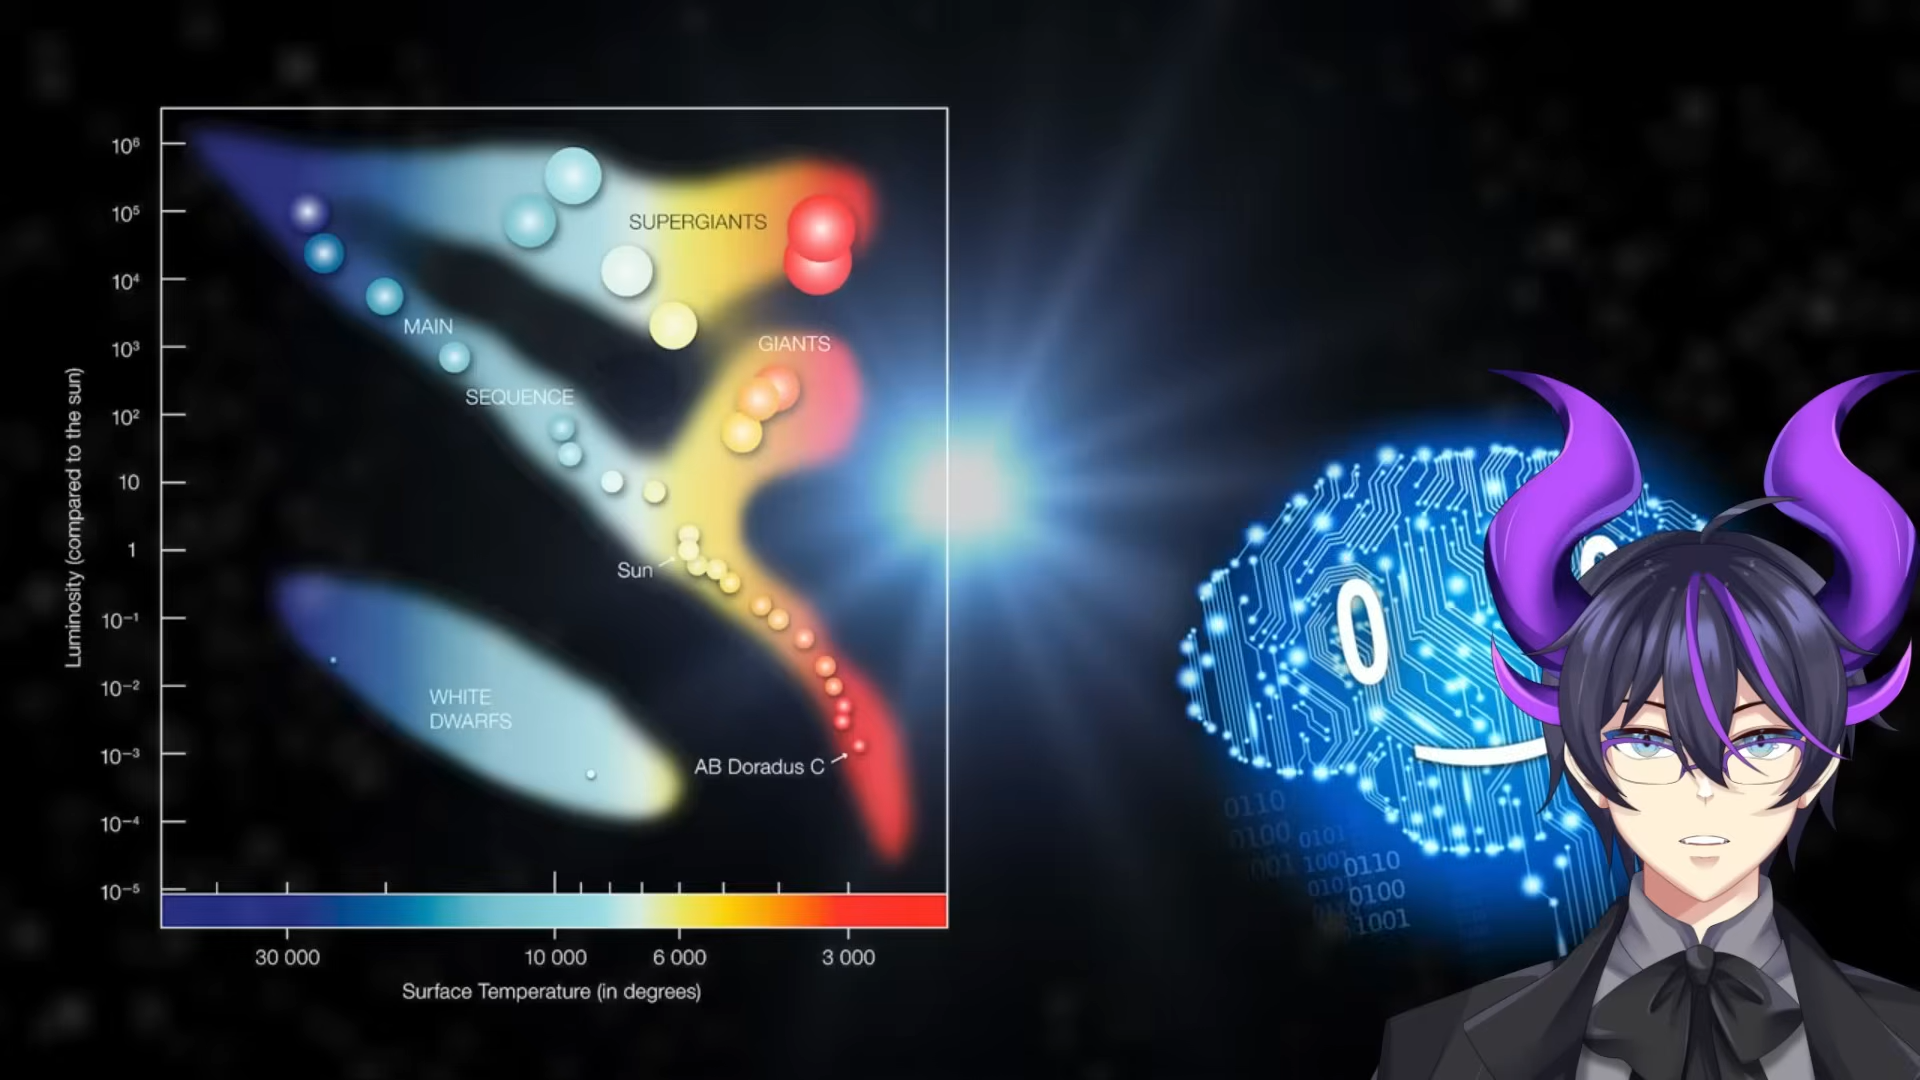 10⁶
10⁵
10⁴
10³
10²
10
1
10⁻¹
10⁻²
10⁻³
10⁻⁴
10⁻⁵
Luminosity (compared to the sun)
SUPERGIANTS
MAIN
GIANTS
SEQUENCE
Sun
WHITE
DWARFS
AB Doradus C
30 000
10 000
6 000
3 000
Surface Temperature (in degrees)
0
0110
0100
0110
0100
1001